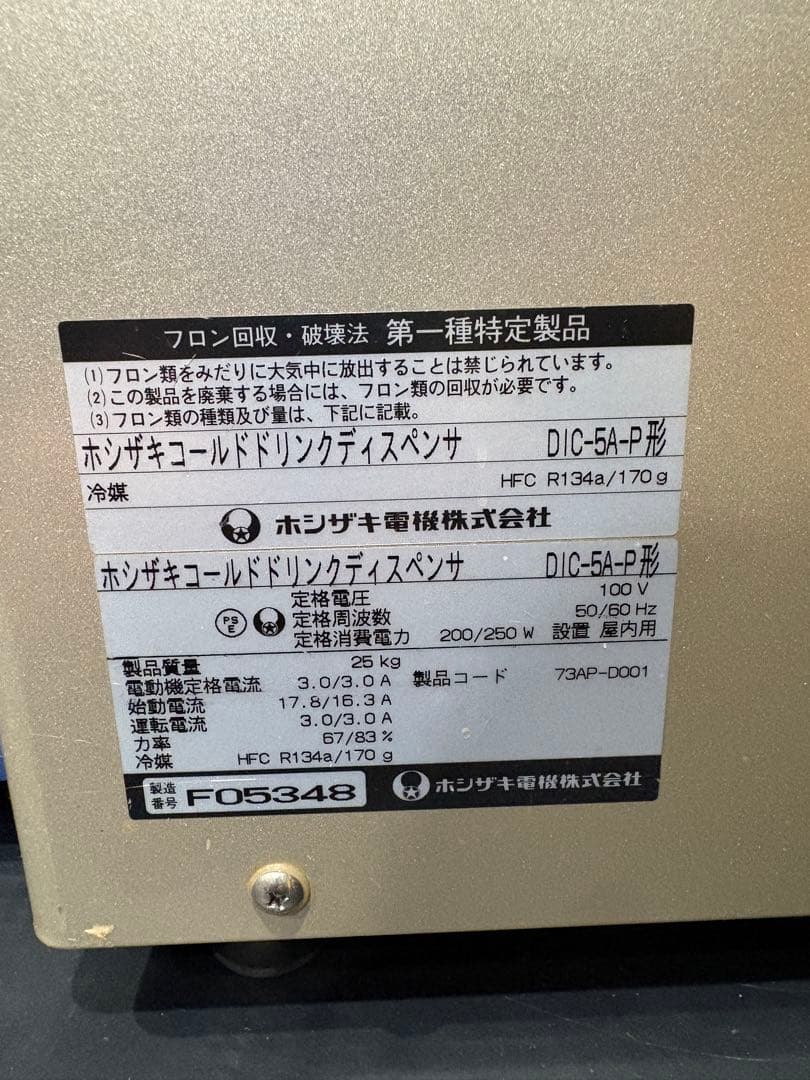 フロン回収・破壊法 第一種特定製品
(1)フロン類をみだりに大気中に放出することは禁じられています。
(2)この製品を廃棄する場合には、フロン類の回収が必要です。
(3)フロン類の種類及び量は、下記に記載。
ホシザキコールドドリンクディスペンサ DIC-5A-P形
冷媒 HFC R134a/170g
ホシザキ電機株式会社
ホシザキコールドドリンクディスペンサ DIC-5A-P形
PSE 定格電圧 100 V
定格周波数 50/60 Hz
定格消費電力 200/250 W 設置 屋内用
製品質量 25 kg
電動機定格電流 3.0/3.0 A 製品コード 73AP-D001
始動電流 17.8/16.3 A
運転電流 3.0/3.0 A
力率 67/83 %
冷媒 HFC R134a/170 g
製造番号 F05348 ホシザキ電機株式会社